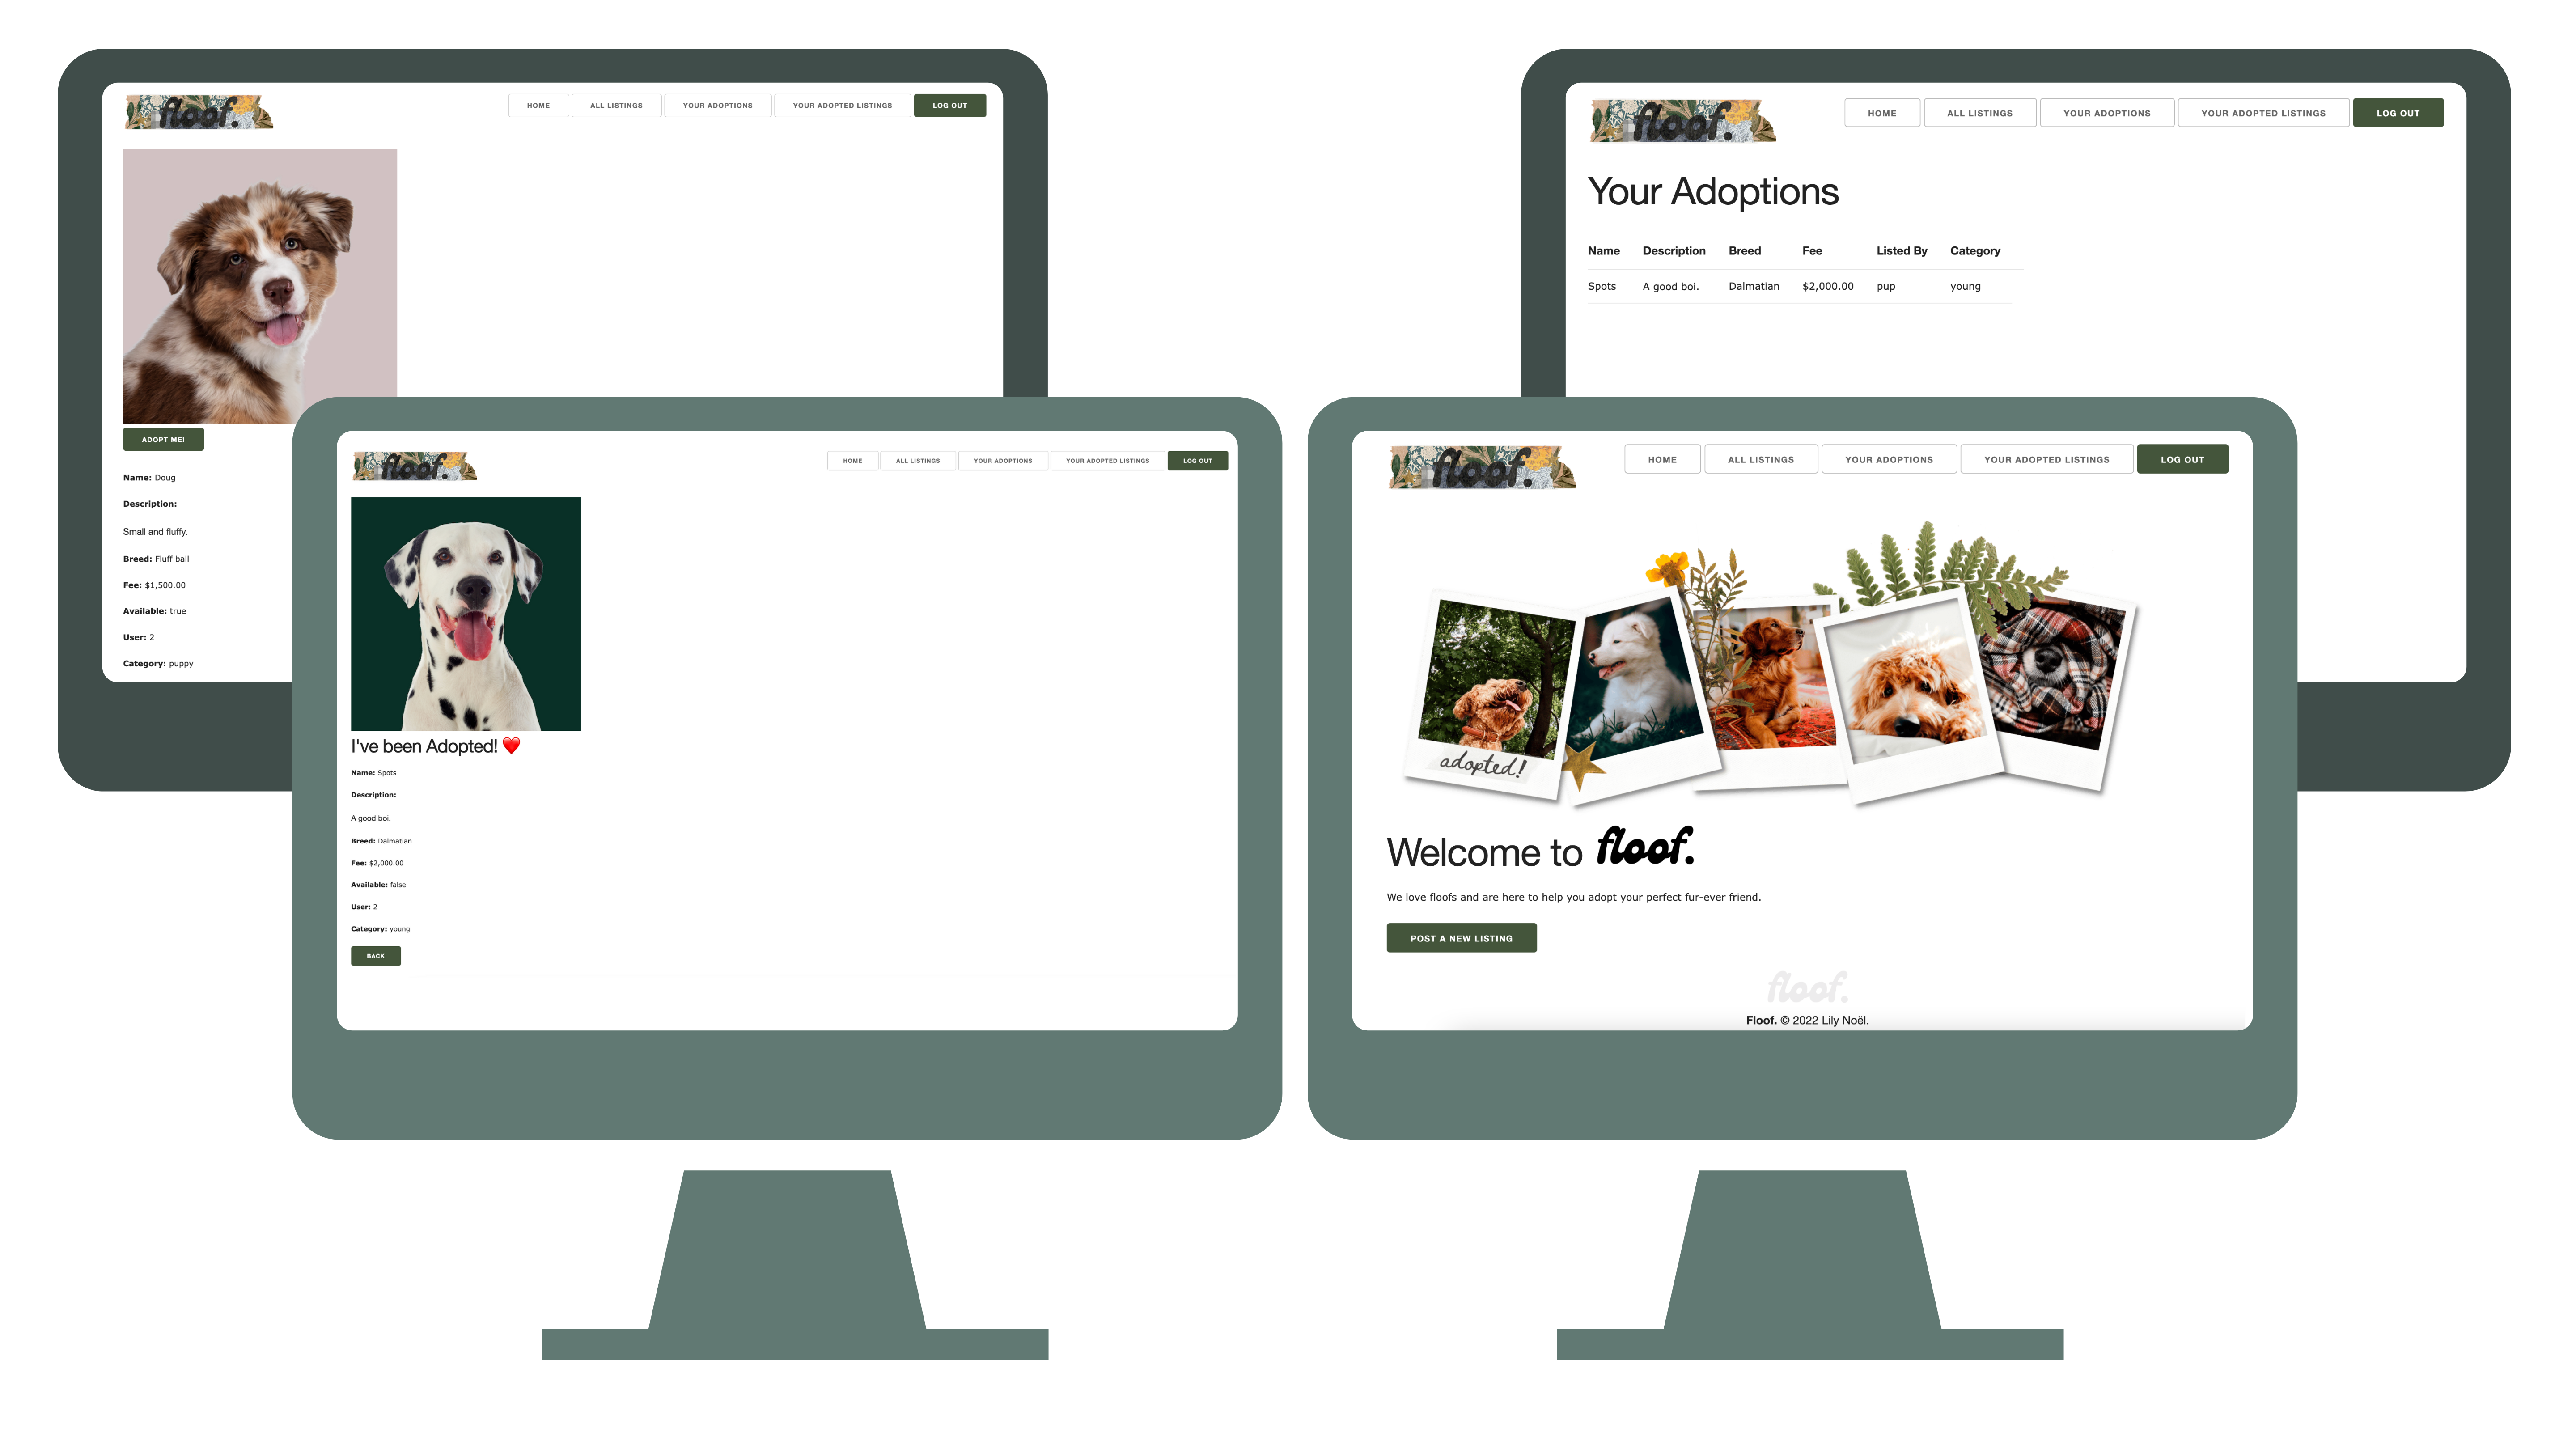 floof.
HOME
ALL LISTINGS
YOUR ADOPTIONS
YOUR ADOPTED LISTINGS
LOG OUT
ADOPT ME!
Name: Doug
Description:
Small and fluffy.
Breed: Fluff ball
Fee: $1,500.00
Available: true
User: 2
Category: puppy
floof.
HOME
ALL LISTINGS
YOUR ADOPTIONS
YOUR ADOPTED LISTINGS
LOG OUT
Your Adoptions
Name Description Breed Fee Listed By Category
Spots A good boi. Dalmatian $2,000.00 pup young
floof.
HOME
ALL LISTINGS
YOUR ADOPTIONS
YOUR ADOPTED LISTINGS
LOG OUT
I've been Adopted! ❤️
Name: Spots
Description:
A good boi.
Breed: Dalmatian
Fee: $2,000.00
Available: false
User: 2
Category: young
BACK
floof.
HOME
ALL LISTINGS
YOUR ADOPTIONS
YOUR ADOPTED LISTINGS
LOG OUT
adopted!
Welcome to floof.
We love floofs and are here to help you adopt your perfect fur-ever friend.
POST A NEW LISTING
floof.
Floof. © 2022 Lily Noël.